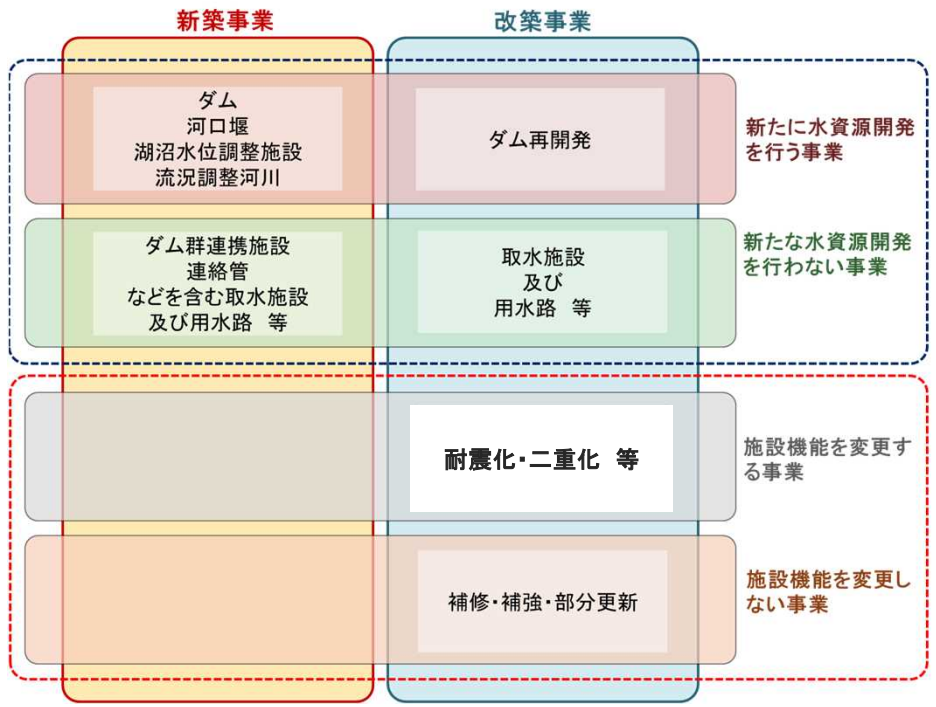 新築事業
改築事業
ダム
河口堰
湖沼水位調整施設
流況調整河川
ダム再開発
新たに水資源開発
を行う事業
ダム群連携施設
連絡管
などを含む取水施設
及び用水路 等
取水施設
及び
用水路 等
新たな水資源開発
を行わない事業
耐震化・二重化 等
施設機能を変更す
る事業
補修・補強・部分更新
施設機能を変更し
ない事業